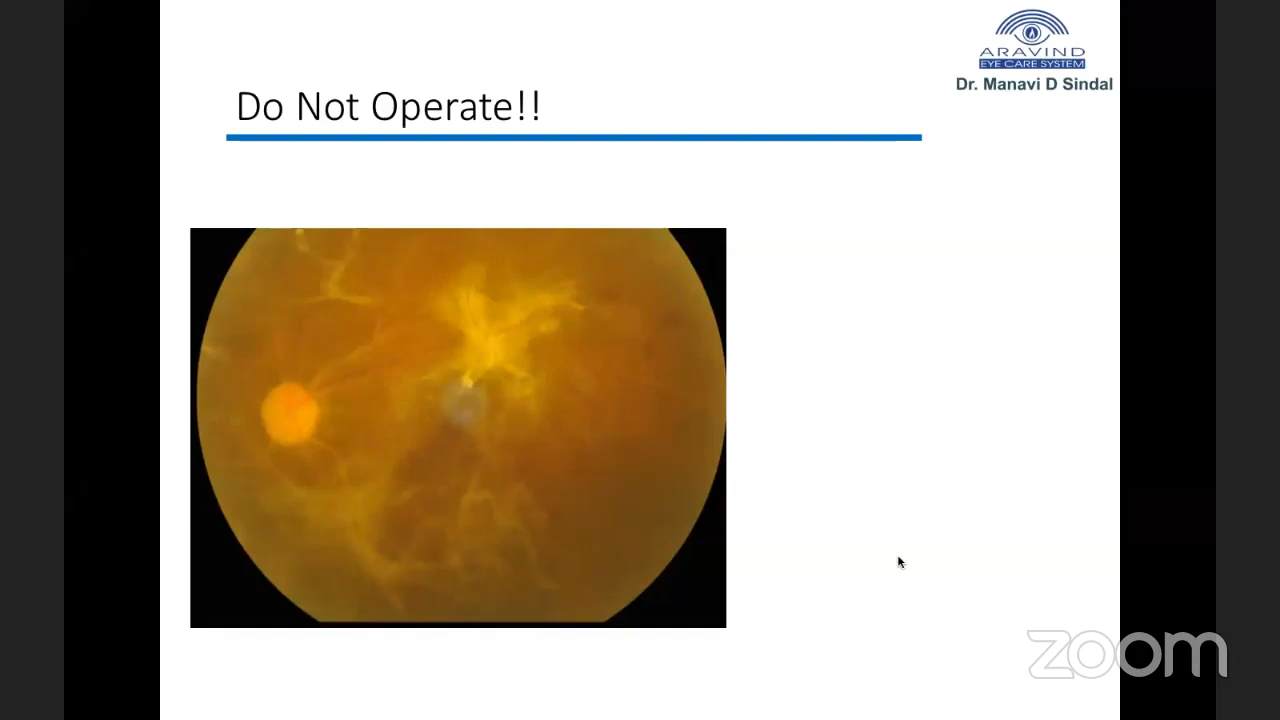 ARAVIND
EYE CARE SYSTEM
Dr. Manavi D Sindal
Do Not Operate!!
zoom